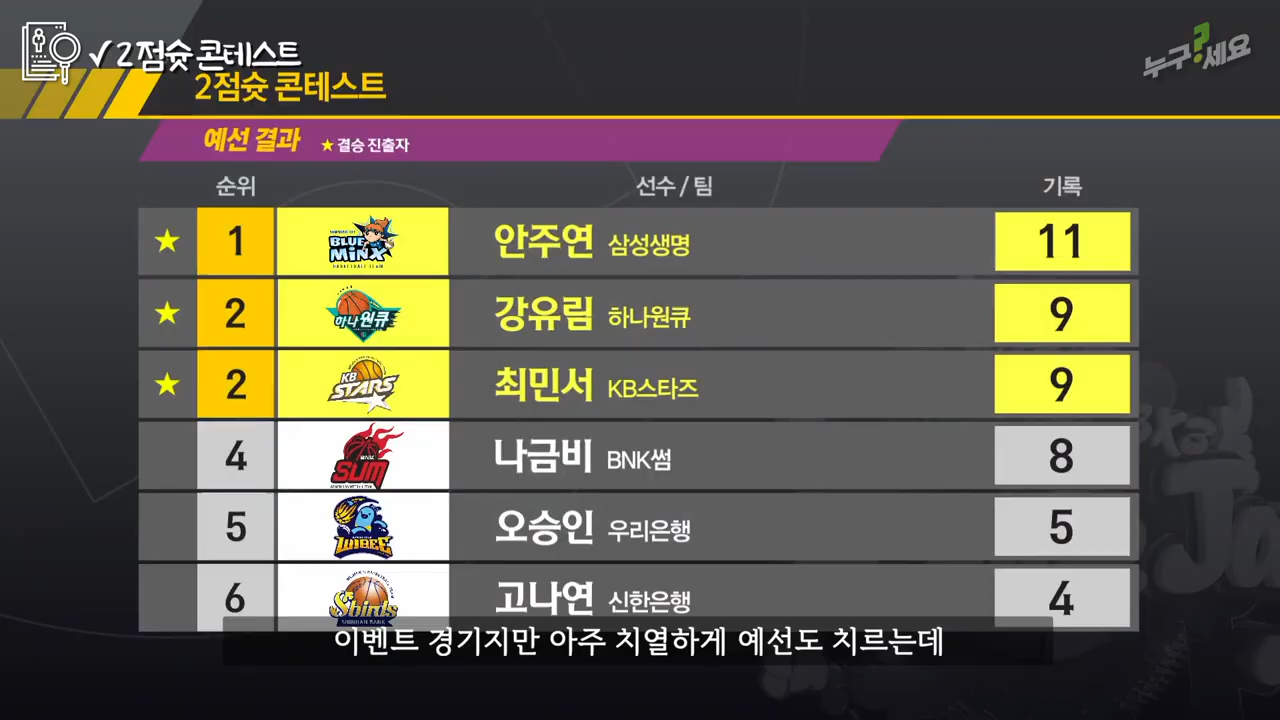 √2점슛 콘테스트
누구?세요
2점슛 콘테스트
예선 결과 ★결승 진출자
순위 선수 / 팀 기록
★ 1 BLUE MINX 안주연 삼성생명 11
★ 2 하나원큐 강유림 하나원큐 9
★ 2 KB STARS 최민서 KB스타즈 9
4 BNK SUM 나금비 BNK썸 8
5 WIBEE 오승인 우리은행 5
6 Sbirds SHINHAN BANK 고나연 신한은행 4
이벤트 경기지만 아주 치열하게 예선도 치르는데